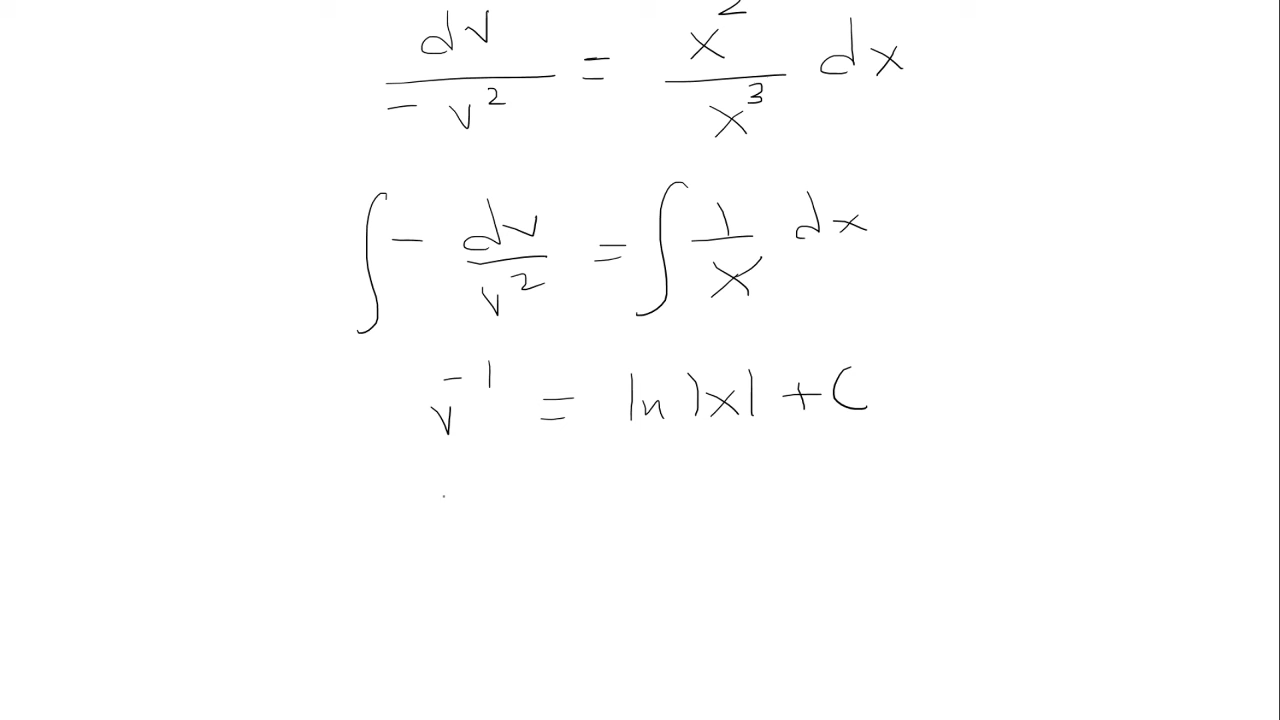 dv/-v² = x²/x³ dx
∫ - dv/v² = ∫ 1/x dx
v⁻¹ = ln |x| + C